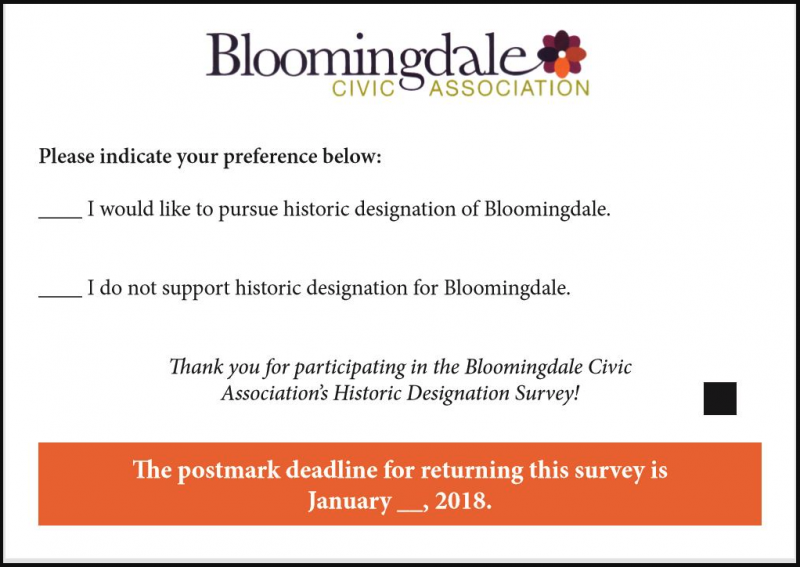 Bloomingdale
CIVIC ASSOCIATION
Please indicate your preference below:
____ I would like to pursue historic designation of Bloomingdale.
____ I do not support historic designation for Bloomingdale.
Thank you for participating in the Bloomingdale Civic
Association's Historic Designation Survey!
The postmark deadline for returning this survey is
January __, 2018.